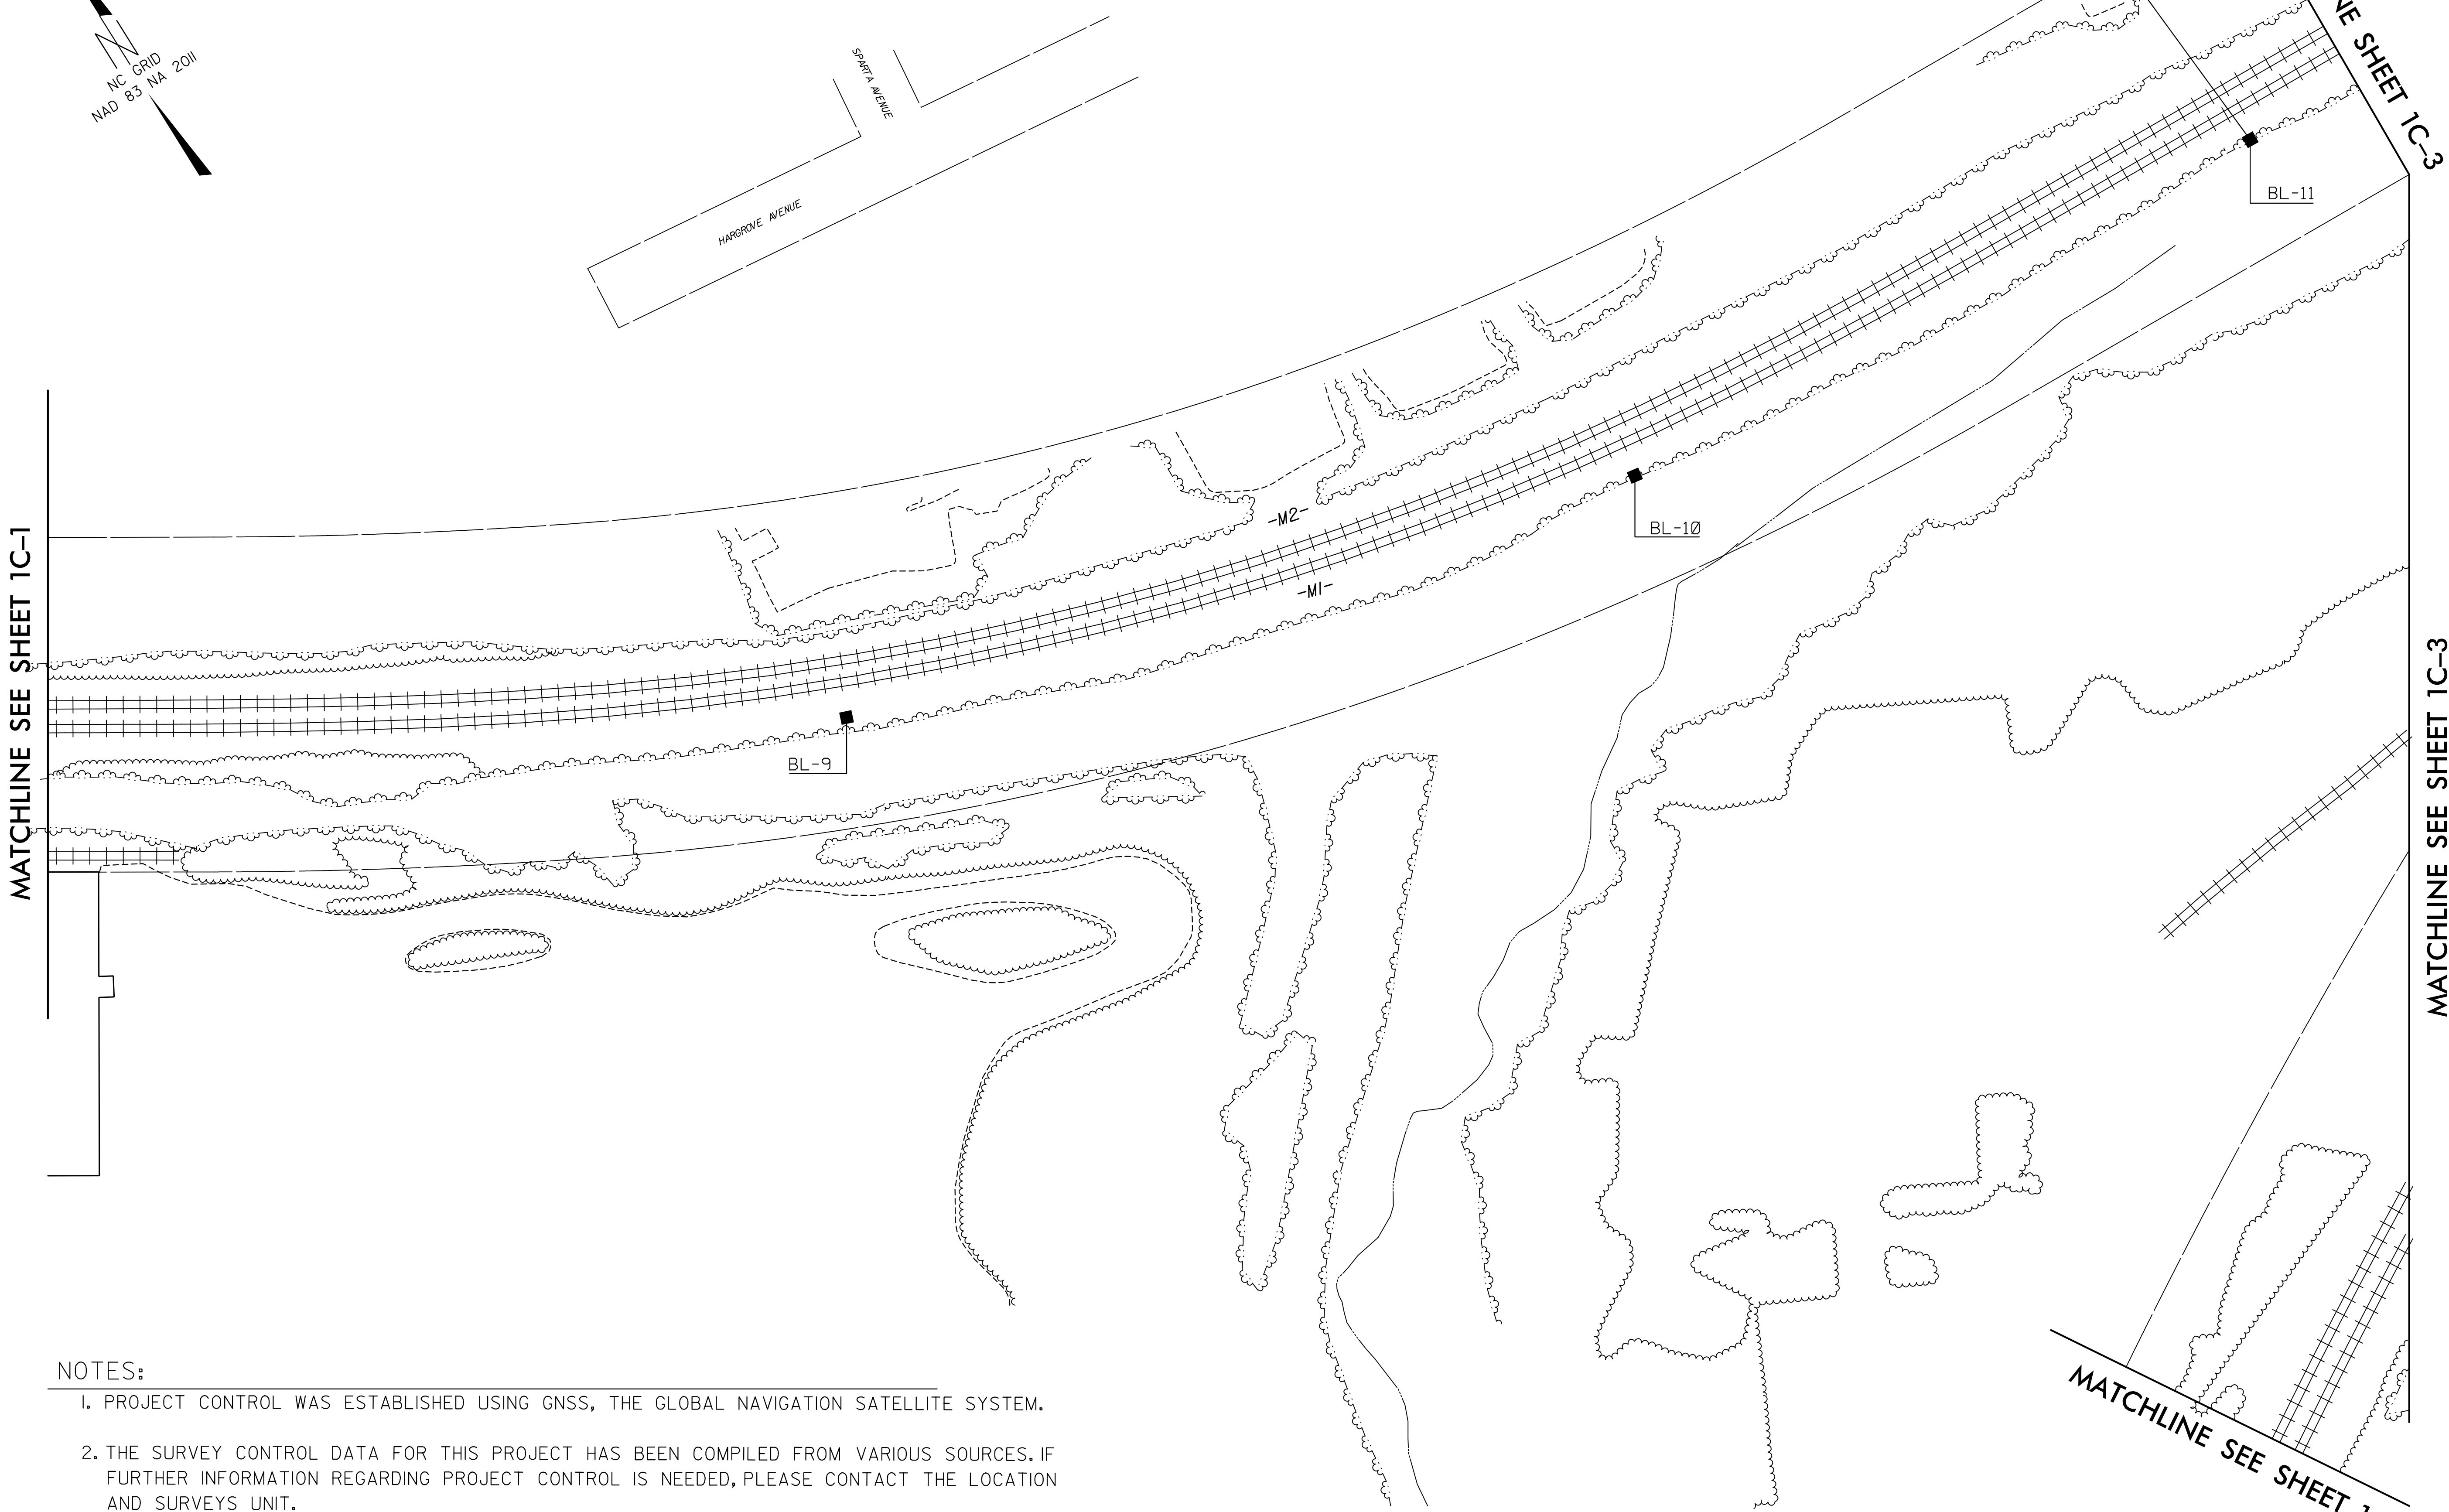 NC GRID
NAD 83 NA 2011
SPARTA AVENUE
HARGROVE AVENUE
SHEET 1C-3
BL-11
BL-10
-M2-
-M1-
BL-9
MATCHLINE SEE SHEET 1C-1
MATCHLINE SEE SHEET 1C-3
MATCHLINE SEE SHEET
NOTES:
1. PROJECT CONTROL WAS ESTABLISHED USING GNSS, THE GLOBAL NAVIGATION SATELLITE SYSTEM.
2. THE SURVEY CONTROL DATA FOR THIS PROJECT HAS BEEN COMPILED FROM VARIOUS SOURCES. IF
FURTHER INFORMATION REGARDING PROJECT CONTROL IS NEEDED, PLEASE CONTACT THE LOCATION
AND SURVEYS UNIT.